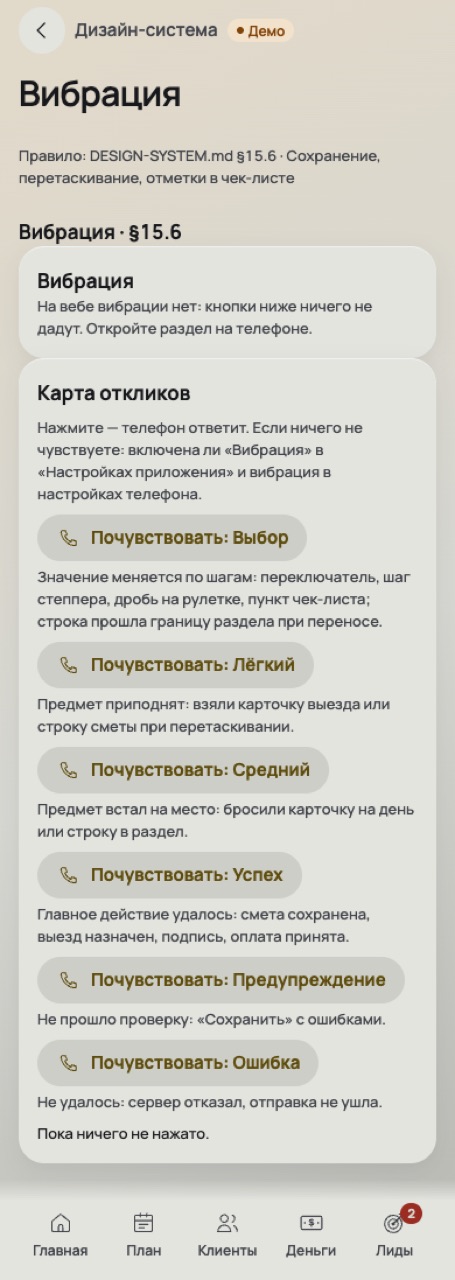 Дизайн-система
Демо
Вибрация
Правило: DESIGN-SYSTEM.md §15.6 · Сохранение,
перетаскивание, отметки в чек-листе
Вибрация · §15.6
Вибрация
На вебе вибрации нет: кнопки ниже ничего не
дадут. Откройте раздел на телефоне.
Карта откликов
Нажмите — телефон ответит. Если ничего не
чувствуете: включена ли «Вибрация» в
«Настройках приложения» и вибрация в
настройках телефона.
Почувствовать: Выбор
Значение меняется по шагам: переключатель, шаг
степпера, дробь на рулетке, пункт чек-листа;
строка прошла границу раздела при переносе.
Почувствовать: Лёгкий
Предмет приподнят: взяли карточку выезда или
строку сметы при перетаскивании.
Почувствовать: Средний
Предмет встал на место: бросили карточку на день
или строку в раздел.
Почувствовать: Успех
Главное действие удалось: смета сохранена,
выезд назначен, подпись, оплата принята.
Почувствовать: Предупреждение
Не прошло проверку: «Сохранить» с ошибками.
Почувствовать: Ошибка
Не удалось: сервер отказал, отправка не ушла.
Пока ничего не нажато.
2
Главная План Клиенты Деньги Лиды